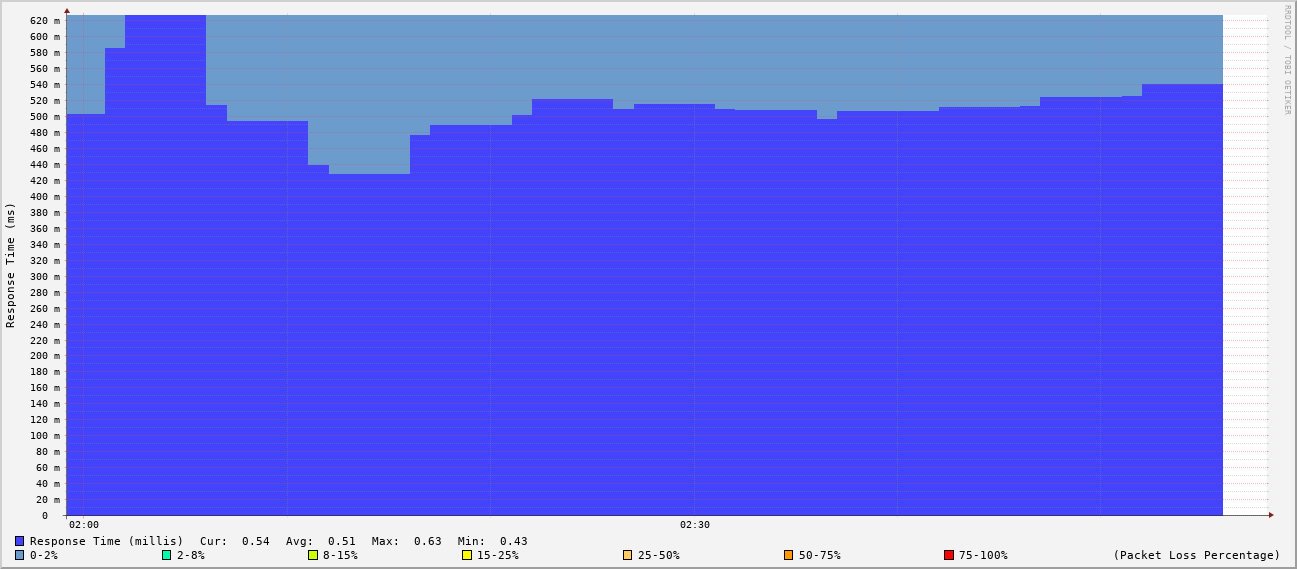 RRDTOOL / TOBI OETIKER
Response Time (ms)
620 m
600 m
580 m
560 m
540 m
520 m
500 m
480 m
460 m
440 m
420 m
400 m
380 m
360 m
340 m
320 m
300 m
280 m
260 m
240 m
220 m
200 m
180 m
160 m
140 m
120 m
100 m
80 m
60 m
40 m
20 m
0
02:00 02:30
Response Time (millis) Cur: 0.54 Avg: 0.51 Max: 0.63 Min: 0.43
0-2% 2-8% 8-15% 15-25% 25-50% 50-75% 75-100% (Packet Loss Percentage)